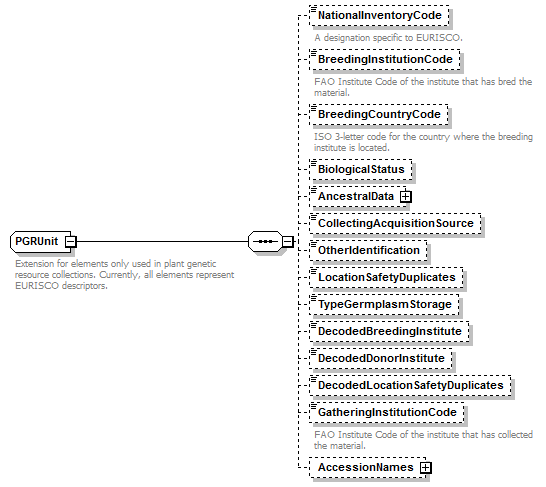 NationalInventoryCode
A designation specific to EURISCO.
BreedingInstitutionCode
FAO Institute Code of the institute that has bred the
material.
BreedingCountryCode
ISO 3-letter code for the country where the breeding
institute is located.
BiologicalStatus
AncestralData
CollectingAcquisitionSource
PGRUnit
Extension for elements only used in plant genetic
resource collections. Currently, all elements represent
EURISCO descriptors.
OtherIdentification
LocationSafetyDuplicates
TypeGermplasmStorage
DecodedBreedingInstitute
DecodedDonorInstitute
DecodedLocationSafetyDuplicates
GatheringInstitutionCode
FAO Institute Code of the institute that has collected
the material.
AccessionNames